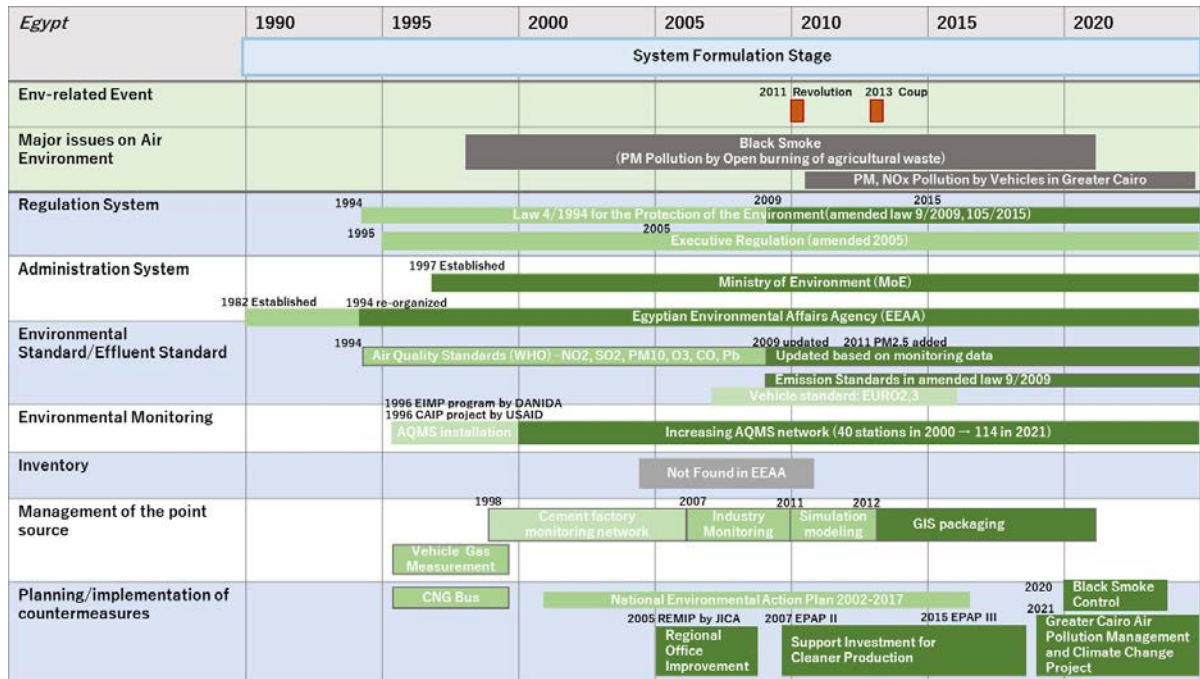 Egypt
1990
1995
2000
2005
2010
2015
2020
System Formulation Stage
Env-related Event
2011 Revolution
2013 Coup
Major issues on Air
Environment
Black Smoke
(PM Pollution by Open burning of agricultural waste)
PM, NOx Pollution by Vehicles in Greater Cairo
Regulation System
1994
2009
2015
Law 4/1994 for the Protection of the Environment(amended law 9/2009, 105/2015)
1995
2005
Executive Regulation (amended 2005)
Administration System
1997 Established
Ministry of Environment (MoE)
1982 Established
1994 re-organized
Egyptian Environmental Affairs Agency (EEAA)
Environmental
Standard/Effluent Standard
1994
2009 updated
2011 PM2.5 added
Air Quality Standards (WHO) –NO2, SO2, PM10, O3, CO, Pb
Updated based on monitoring data
Emission Standards in amended law 9/2009
Vehicle standard: EURO2,3
Environmental Monitoring
1996 EIMP program by DANIDA
1996 CAIP project by USAID
AQMS installation
Increasing AQMS network (40 stations in 2000 → 114 in 2021)
Inventory
Not Found in EEAA
Management of the point
source
1998
2007
2011
2012
Cement factory
monitoring network
Industry
Monitoring
Simulation
modeling
GIS packaging
Vehicle Gas
Measurement
Planning/implementation of
countermeasures
CNG Bus
National Environmental Action Plan 2002-2017
2020
Black Smoke
Control
2005 REMIP by JICA
2007 EPAP II
2015 EPAP III
2021
Regional
Office
Improvement
Support Investment for
Cleaner Production
Greater Cairo Air
Pollution Management
and Climate Change
Project